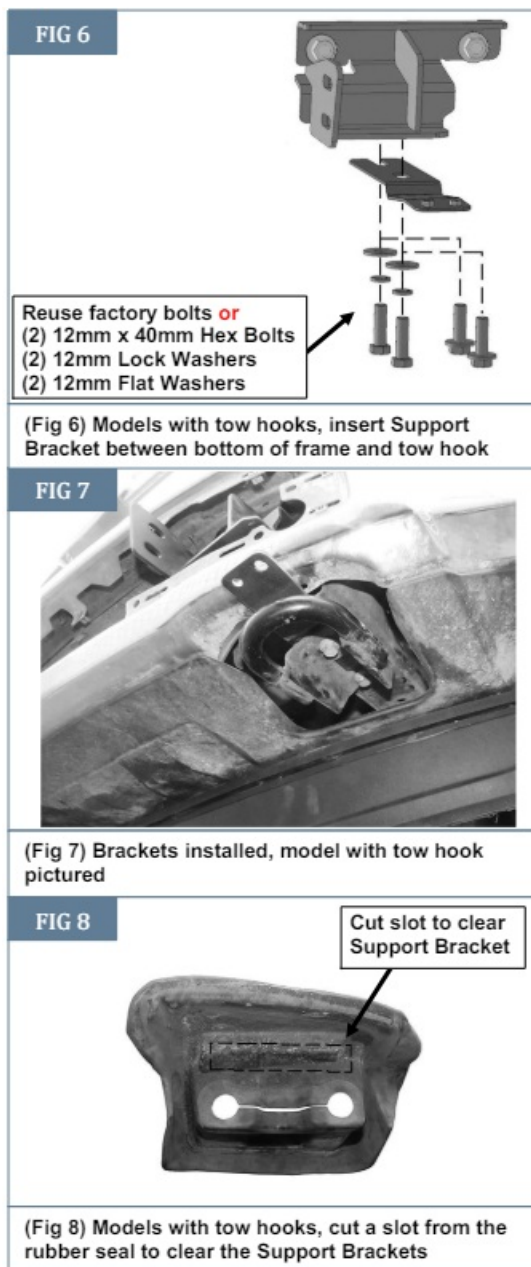 FIG 6
Reuse factory bolts or
(2) 12mm x 40mm Hex Bolts
(2) 12mm Lock Washers
(2) 12mm Flat Washers
(Fig 6) Models with tow hooks, insert Support
Bracket between bottom of frame and tow hook
FIG 7
(Fig 7) Brackets installed, model with tow hook
pictured
FIG 8
Cut slot to clear
Support Bracket
(Fig 8) Models with tow hooks, cut a slot from the
rubber seal to clear the Support Brackets